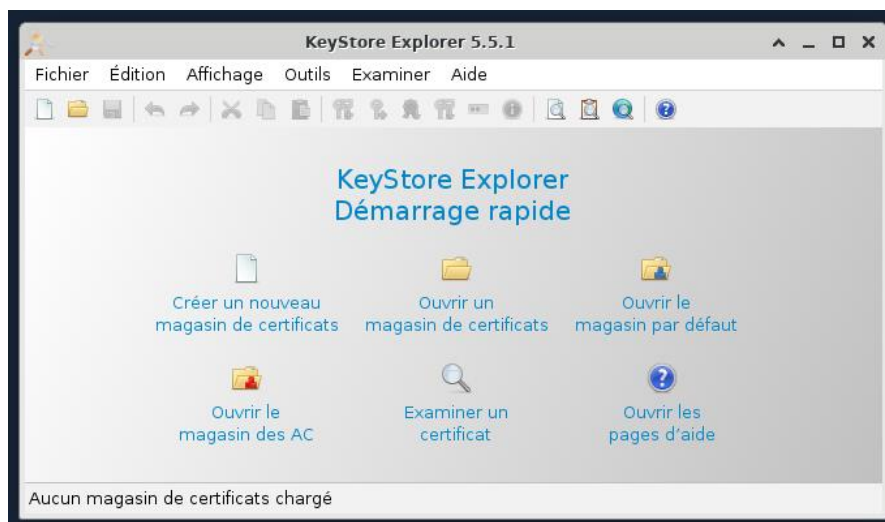 KeyStore Explorer 5.5.1
Fichier Édition Affichage Outils Examiner Aide
KeyStore Explorer
Démarrage rapide
Créer un nouveau
magasin de certificats
Ouvrir un
magasin de certificats
Ouvrir le
magasin par défaut
Ouvrir le
magasin des AC
Examiner un
certificat
Ouvrir les
pages d'aide
Aucun magasin de certificats chargé